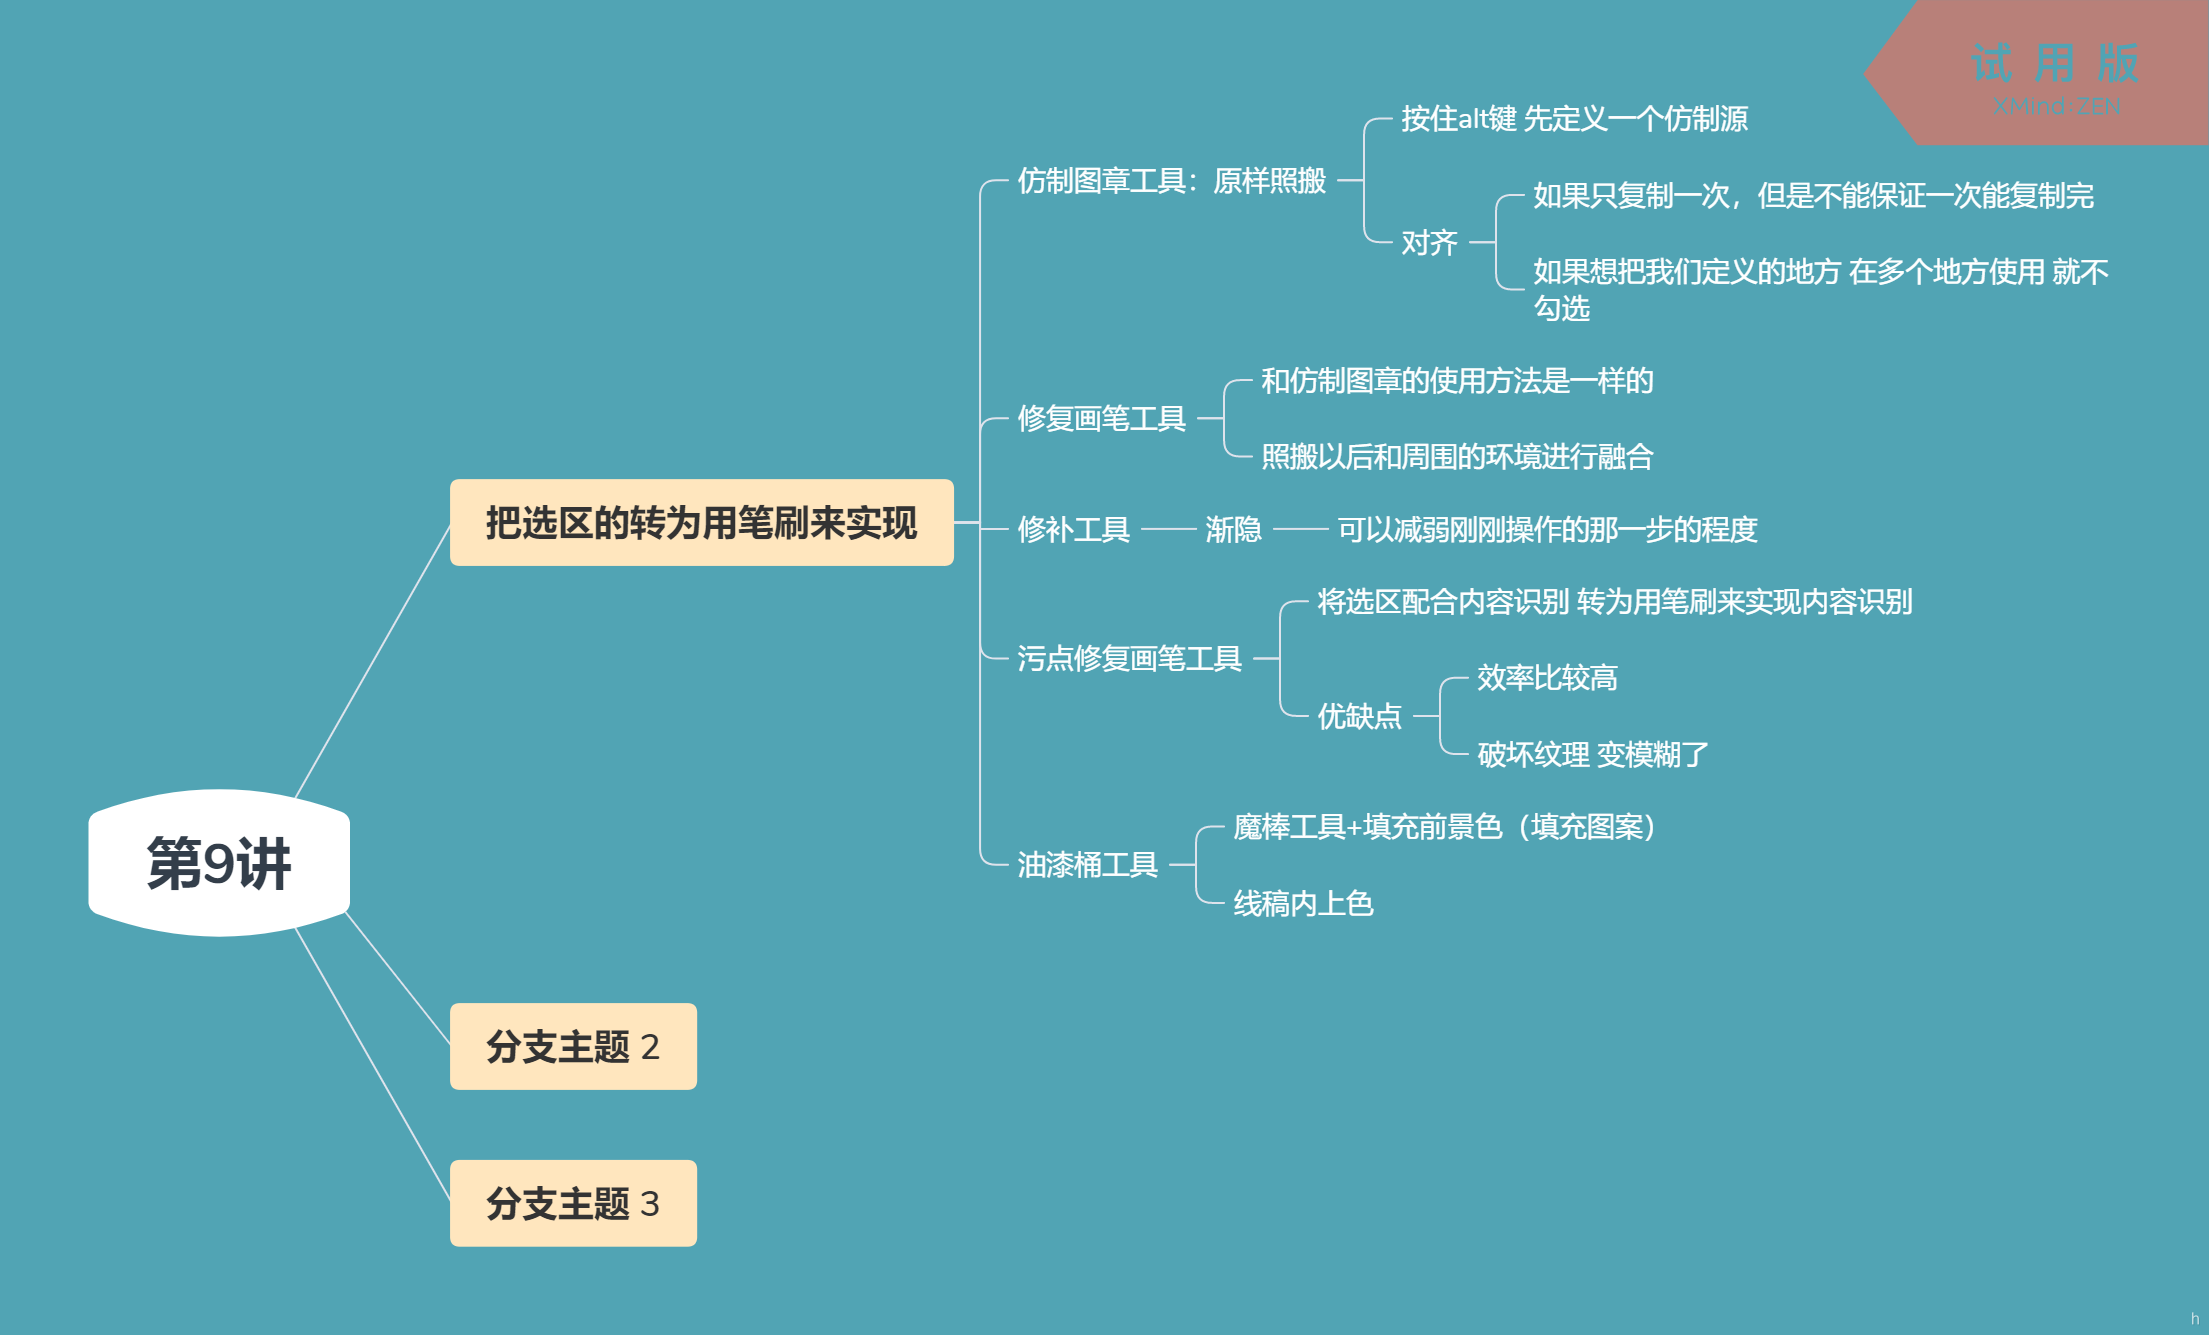 试 用 版
XMind:ZEN
第9讲
把选区的转为用笔刷来实现
仿制图章工具：原样照搬
按住alt键 先定义一个仿制源
对齐
如果只复制一次，但是不能保证一次能复制完
如果想把我们定义的地方 在多个地方使用 就不
勾选
修复画笔工具
和仿制图章的使用方法是一样的
照搬以后和周围的环境进行融合
修补工具
渐隐
可以减弱刚刚操作的那一步的程度
污点修复画笔工具
将选区配合内容识别 转为用笔刷来实现内容识别
优缺点
效率比较高
破坏纹理 变模糊了
油漆桶工具
魔棒工具+填充前景色（填充图案）
线稿内上色
分支主题 2
分支主题 3
h